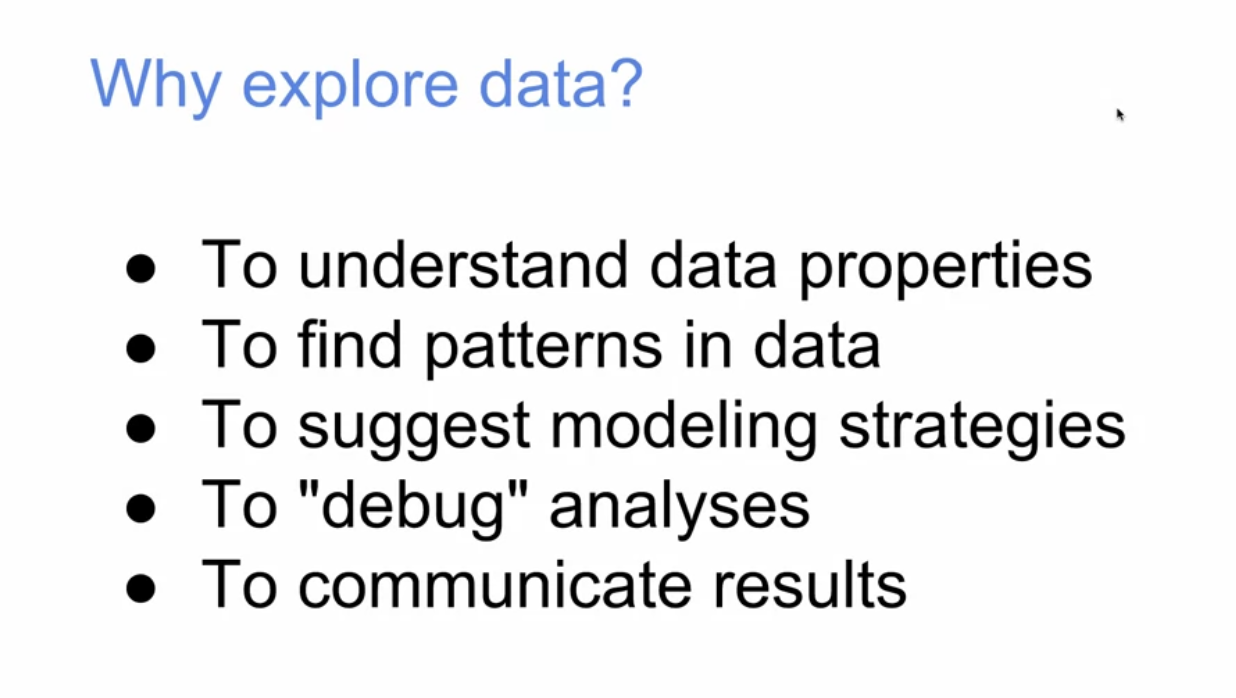 Why explore data?
● To understand data properties
● To find patterns in data
● To suggest modeling strategies
● To "debug" analyses
● To communicate results